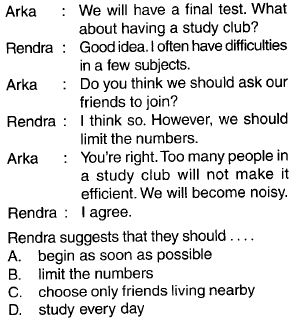 Arka : We will have a final test. What
about having a study club?
Rendra : Good idea. I often have difficulties
in a few subjects.
Arka : Do you think we should ask our
friends to join?
Rendra : I think so. However, we should
limit the numbers.
Arka : You're right. Too many people in
a study club will not make it
efficient. We will become noisy.
Rendra : I agree.
Rendra suggests that they should . . . .
A. begin as soon as possible
B. limit the numbers
C. choose only friends living nearby
D. study every day